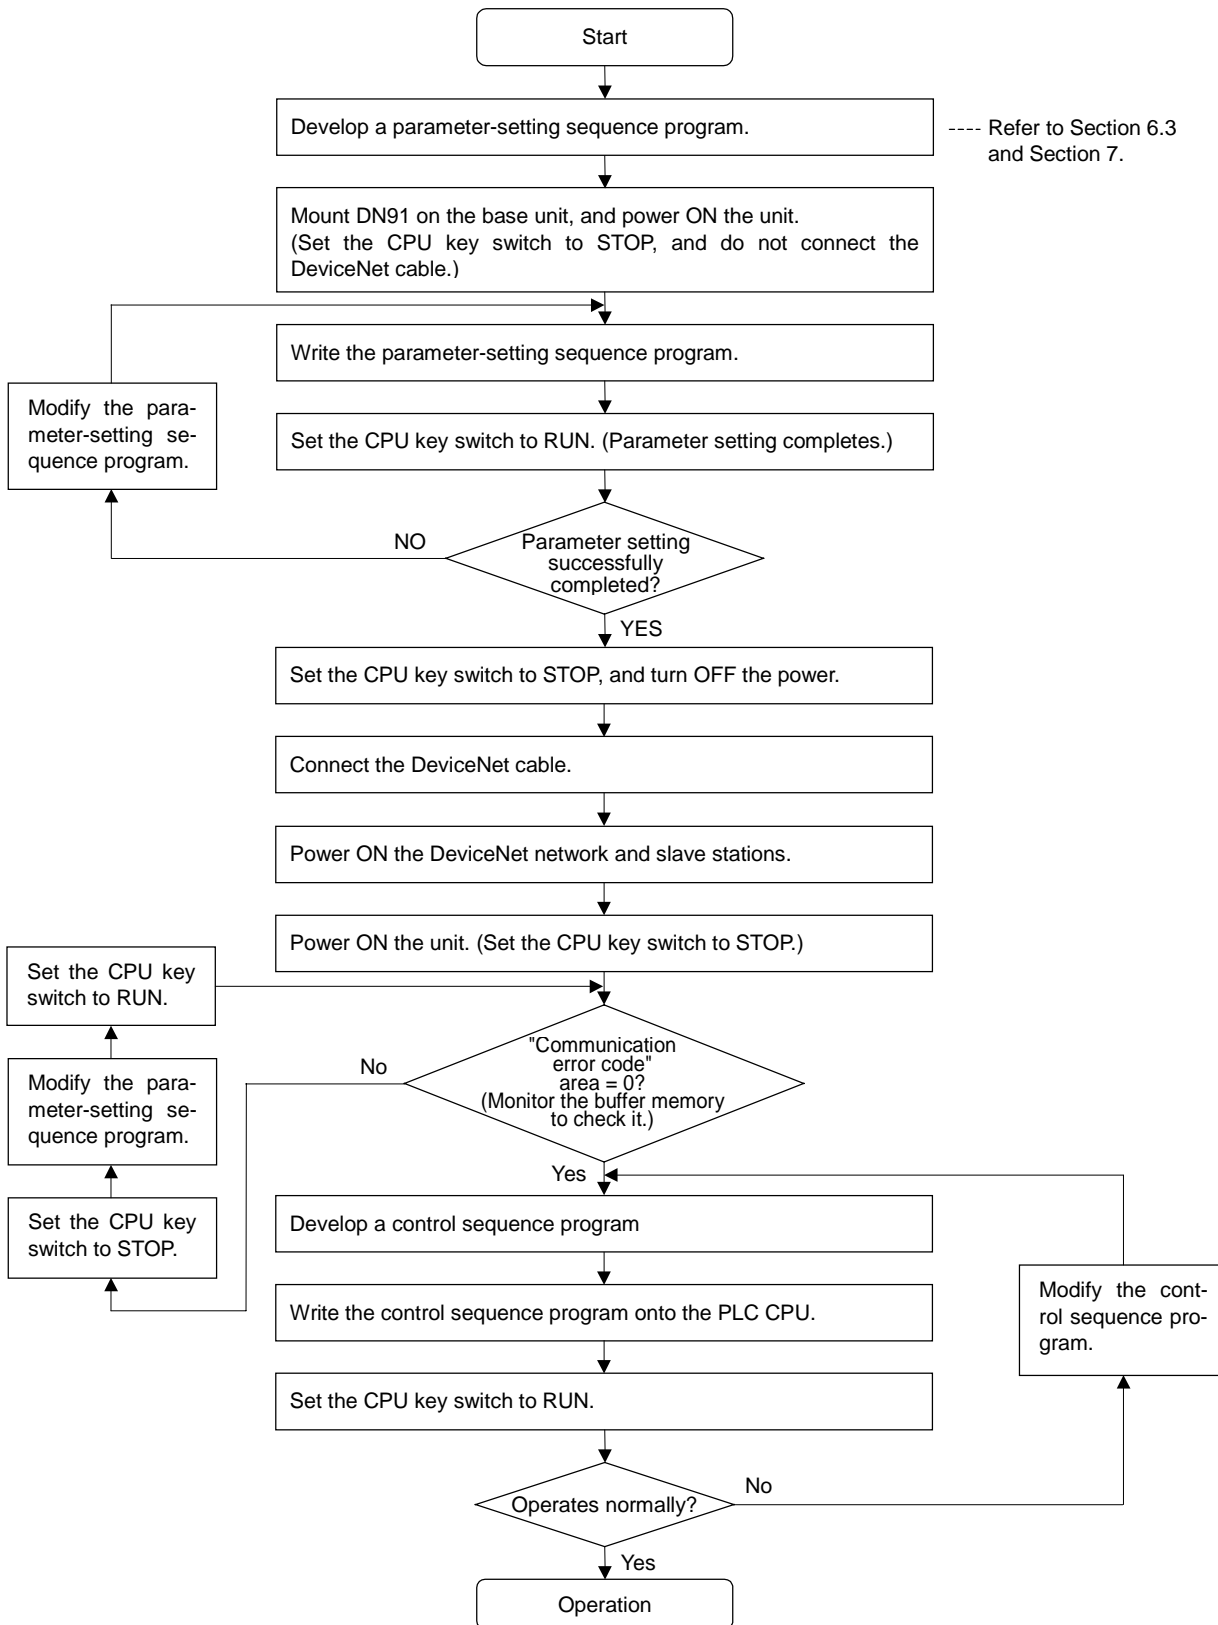 Start
Develop a parameter-setting sequence program.
---- Refer to Section 6.3
and Section 7.
Mount DN91 on the base unit, and power ON the unit.
(Set the CPU key switch to STOP, and do not connect the
DeviceNet cable.)
Write the parameter-setting sequence program.
Modify the para-
meter-setting se-
quence program.
Set the CPU key switch to RUN. (Parameter setting completes.)
NO
Parameter setting
successfully
completed?
YES
Set the CPU key switch to STOP, and turn OFF the power.
Connect the DeviceNet cable.
Power ON the DeviceNet network and slave stations.
Power ON the unit. (Set the CPU key switch to STOP.)
Set the CPU key
switch to RUN.
"Communication
error code"
area = 0?
(Monitor the buffer memory
to check it.)
No
Modify the para-
meter-setting se-
quence program.
Yes
Set the CPU key
switch to STOP.
Develop a control sequence program
Write the control sequence program onto the PLC CPU.
Modify the cont-
rol sequence pro-
gram.
Set the CPU key switch to RUN.
Operates normally?
No
Yes
Operation